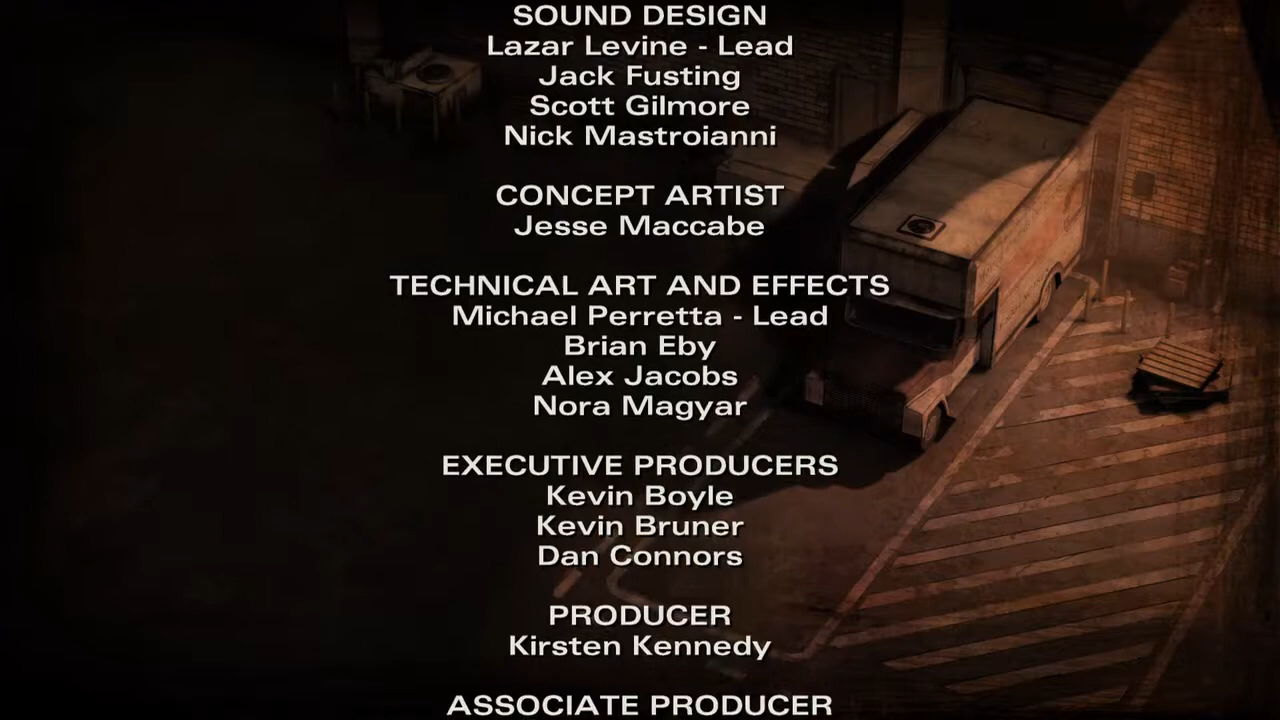 SOUND DESIGN
Lazar Levine - Lead
Jack Fusting
Scott Gilmore
Nick Mastroianni
CONCEPT ARTIST
Jesse Maccabe
TECHNICAL ART AND EFFECTS
Michael Perretta - Lead
Brian Eby
Alex Jacobs
Nora Magyar
EXECUTIVE PRODUCERS
Kevin Boyle
Kevin Bruner
Dan Connors
PRODUCER
Kirsten Kennedy
ASSOCIATE PRODUCER